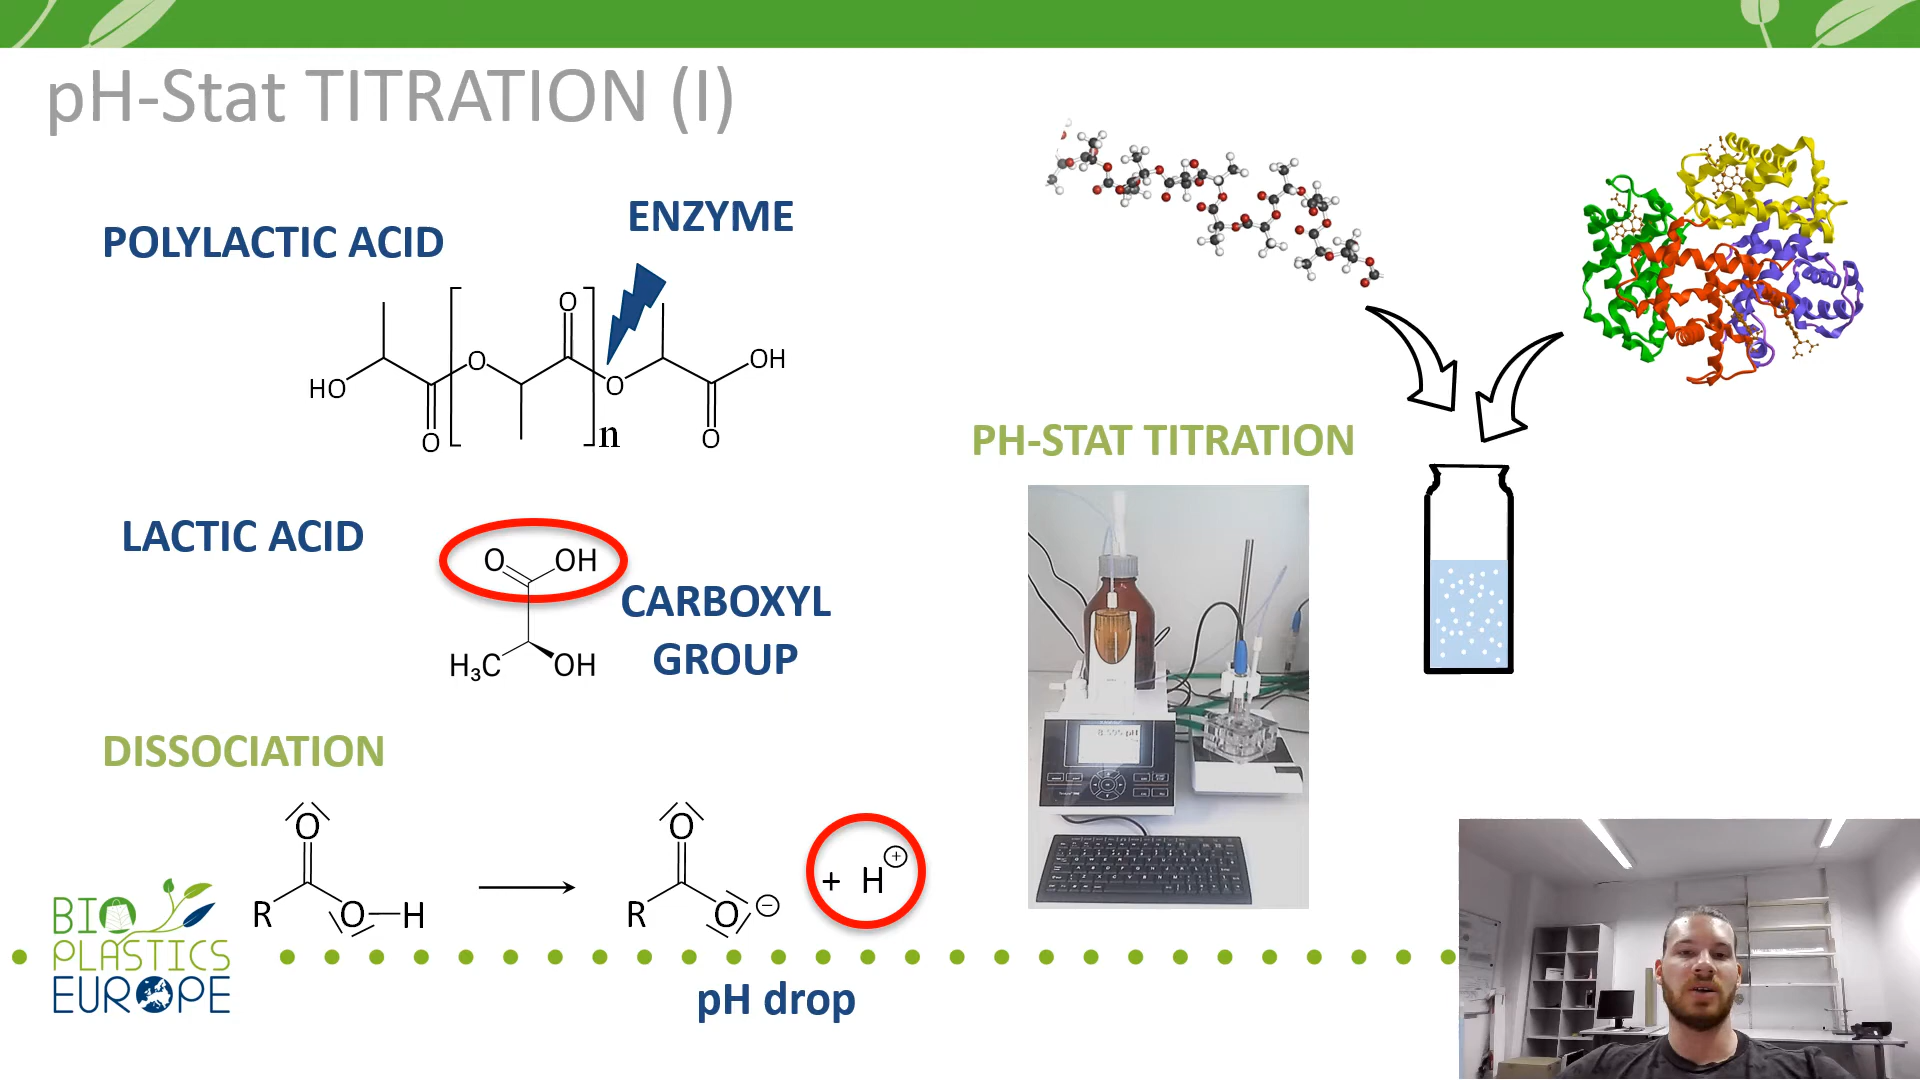 pH-Stat TITRATION (I)
POLYLACTIC ACID
ENZYME
HO
O
O
O
O
OH
O
n
LACTIC ACID
O
OH
H₃C
OH
CARBOXYL
GROUP
DISSOCIATION
O
R
O
H
O
R
O
−
+ H
+
pH drop
PH-STAT TITRATION
BIO
PLASTICS
EUROPE